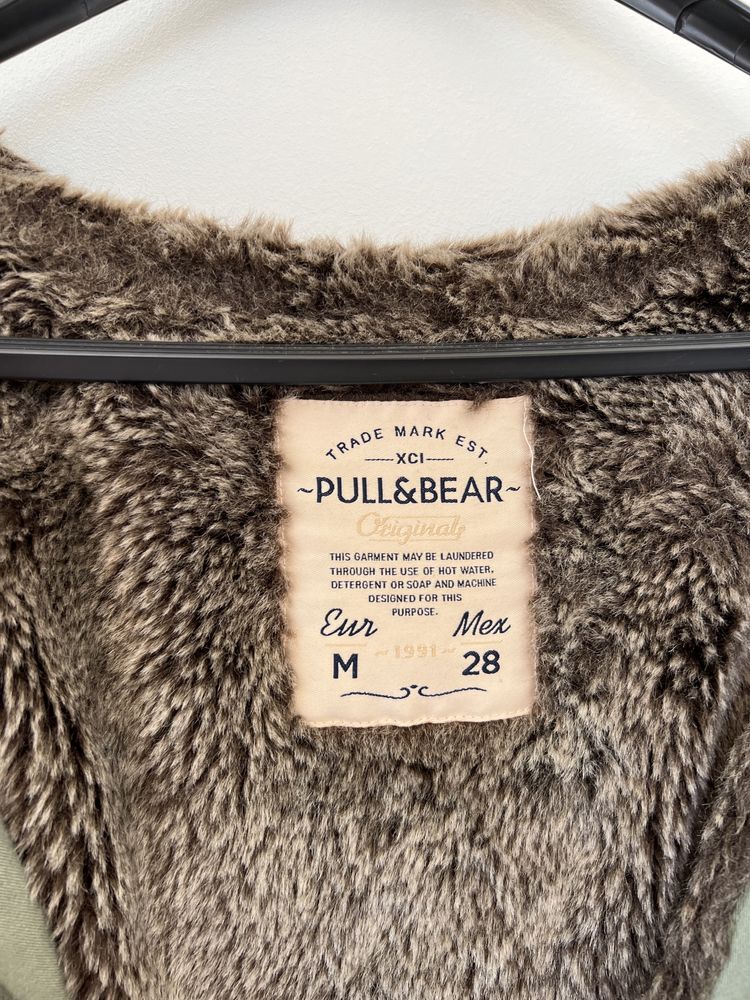 TRADE MARK EST.
XCI
~PULL&BEAR~
Originals
THIS GARMENT MAY BE LAUNDERED
THROUGH THE USE OF HOT WATER,
DETERGENT OR SOAP AND MACHINE
DESIGNED FOR THIS
PURPOSE.
Eur Mex
~1991~
M 28